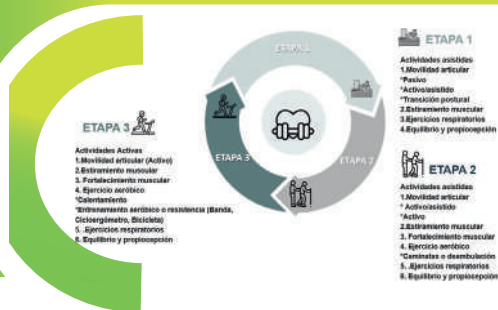 ETAPA 1
Actividades asistidas
1.Movilidad articular
*Pasivo
*Activo/asistido
*Transición postural
2.Estiramiento muscular
3.Ejercicios respiratorios
4.Equilibrio y propiocepción
ETAPA 2
Actividades asistidas
1.Movilidad articular
* Activo/asistido
*Activo
2.Estiramiento muscular
3. Fortalecimiento muscular
4. Ejercicio aeróbico
*Caminatas o deambulación
5. .Ejercicios respiratorios
6. Equilibrio y propiocepción
ETAPA 3
Actividades Activas
1.Movilidad articular (Activo)
2.Estiramiento muscular
3. Fortalecimiento muscular
4. Ejercicio aeróbico
*Calentamiento
*Entrenamiento aeróbico o resistencia (Banda,
Cicloergómetro, Bicicleta)
5. .Ejercicios respiratorios
6. Equilibrio y propiocepción
ETAPA 1
ETAPA 2
ETAPA 3